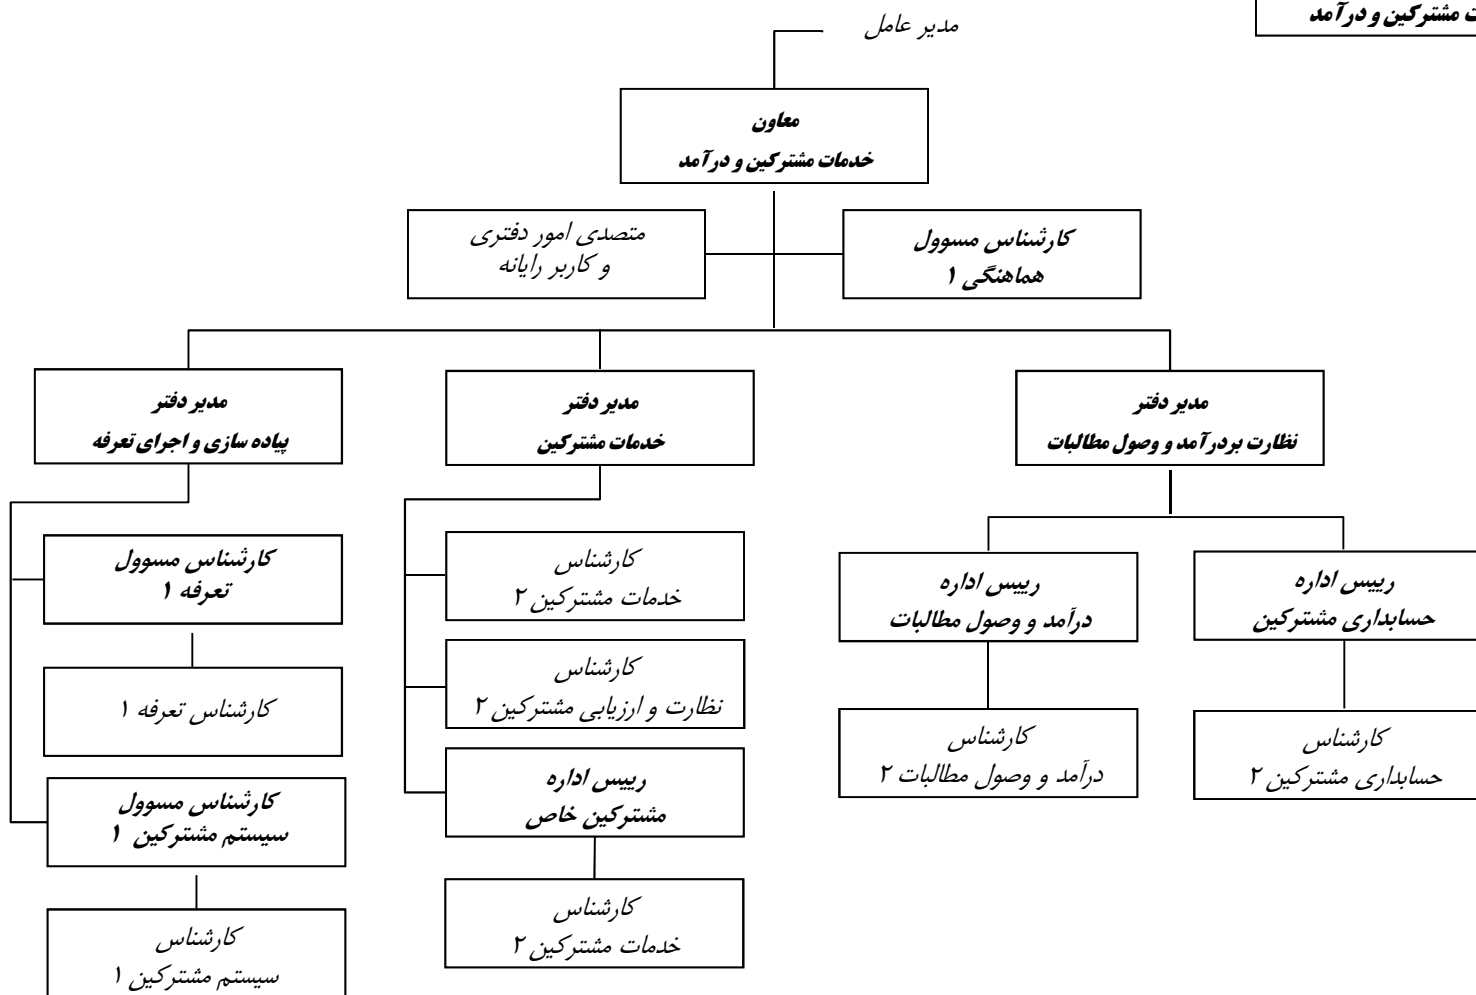 مشترکین و درآمد
مدیر عامل
معاون
خدمات مشترکین و درآمد
کارشناس مسوول
هماهنگی ۱
متصدی امور دفتری
و کاربر رایانه
مدیر دفتر
نظارت بردرآمد و وصول مطالبات
مدیر دفتر
خدمات مشترکین
مدیر دفتر
پیاده سازی و اجرای تعرفه
رییس اداره
حسابداری مشترکین
کارشناس
حسابداری مشترکین ۲
رییس اداره
درآمد و وصول مطالبات
کارشناس
درآمد و وصول مطالبات ۲
کارشناس
خدمات مشترکین ۲
کارشناس
نظارت و ارزیابی مشترکین ۲
رییس اداره
مشترکین خاص
کارشناس
خدمات مشترکین ۲
کارشناس مسوول
تعرفه ۱
کارشناس تعرفه ۱
کارشناس مسوول
سیستم مشترکین ۱
کارشناس
سیستم مشترکین ۱